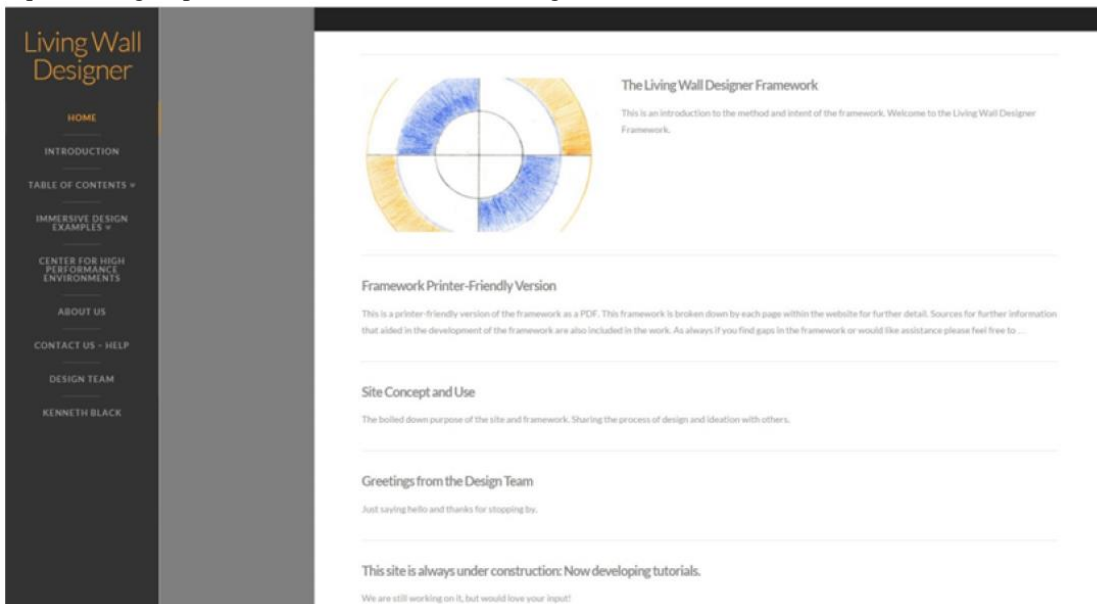 Living Wall
Designer
HOME
INTRODUCTION
TABLE OF CONTENTS »
IMMERSIVE DESIGN
EXAMPLES »
CENTER FOR HIGH
PERFORMANCE
ENVIRONMENTS
ABOUT US
CONTACT US – HELP
DESIGN TEAM
KENNETH BLACK
The Living Wall Designer Framework
This is an introduction to the method and intent of the framework. Welcome to the Living Wall Designer
Framework.
Framework Printer-Friendly Version
This is a printer-friendly version of the framework as a PDF. This framework is broken down by each page within the website for further detail. Sources for further information
that aided in the development of the framework are also included in the work. As always if you find gaps in the framework or would like assistance please feel free to …
Site Concept and Use
The boiled down purpose of the site and framework. Sharing the process of design and ideation with others.
Greetings from the Design Team
Just saying hello and thanks for stopping by.
This site is always under construction: Now developing tutorials.
We are still working on it, but would love your input!